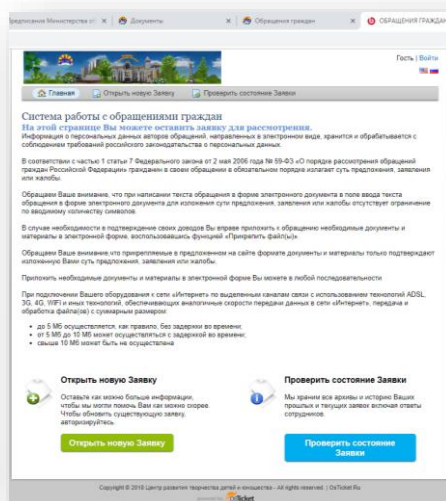 Предписание Министерства об
Документы
Обращения граждан
ОБРАЩЕНИЯ ГРАЖДАН
Гость | Войти
Главная
Открыть новую Заявку
Проверить состояние Заявки
Система работы с обращениями граждан
На этой странице Вы можете оставить заявку для рассмотрения.
Информация о персональных данных авторов обращений, направленных в электронном виде, хранится и обрабатывается с
соблюдением требований российского законодательства о персональных данных.
В соответствии с частью 1 статьи 7 Федерального закона от 2 мая 2006 года № 59-ФЗ «О порядке рассмотрения обращений
граждан Российской Федерации» гражданин в своем обращении в обязательном порядке излагает суть предложения, заявления
или жалобы.
Обращаем Ваше внимание, что при написании текста обращения в форме электронного документа в поле ввода текста
обращения в форме электронного документа для изложения сути предложения, заявления или жалобы отсутствует ограничение
по вводимому количеству символов.
В случае необходимости в подтверждение своих доводов Вы вправе приложить к обращению необходимые документы и
материалы в электронной форме, воспользовавшись функцией «Прикрепить файл(ы)».
Обращаем Ваше внимание,что прикрепляемые в предложенном на сайте формате документы и материалы только подтверждают
изложенную Вами суть предложения, заявления или жалобы.
Приложить необходимые документы и материалы в электронной форме Вы можете в любой последовательности
При подключении Вашего оборудования к сети «Интернет» по выделенным каналам связи с использованием технологий ADSL,
3G, 4G, WiFi и иных технологий, обеспечивающих аналогичные скорости передачи данных в сети «Интернет», передача и
обработка файла(ов) с суммарным размером:
• до 5 Мб осуществляется, как правило, без задержки во времени;
• от 5 Мб до 10 Мб может осуществляться с задержкой во времени;
• свыше 10 Мб может быть не осуществлена
Открыть новую Заявку
Оставьте как можно больше информации,
чтобы мы могли помочь Вам как можно скорее.
Чтобы обновить существующую заявку,
авторизируйтесь.
Открыть новую Заявку
Проверить состояние Заявки
Мы храним все архивы и историю Ваших
прошлых и текущих заявок включая ответы
сотрудников.
Проверить состояние
Заявки
Copyright © 2018 Центр развития творчества детей и юношества - All rights reserved. | OsTicket.Ru
powered by osTicket